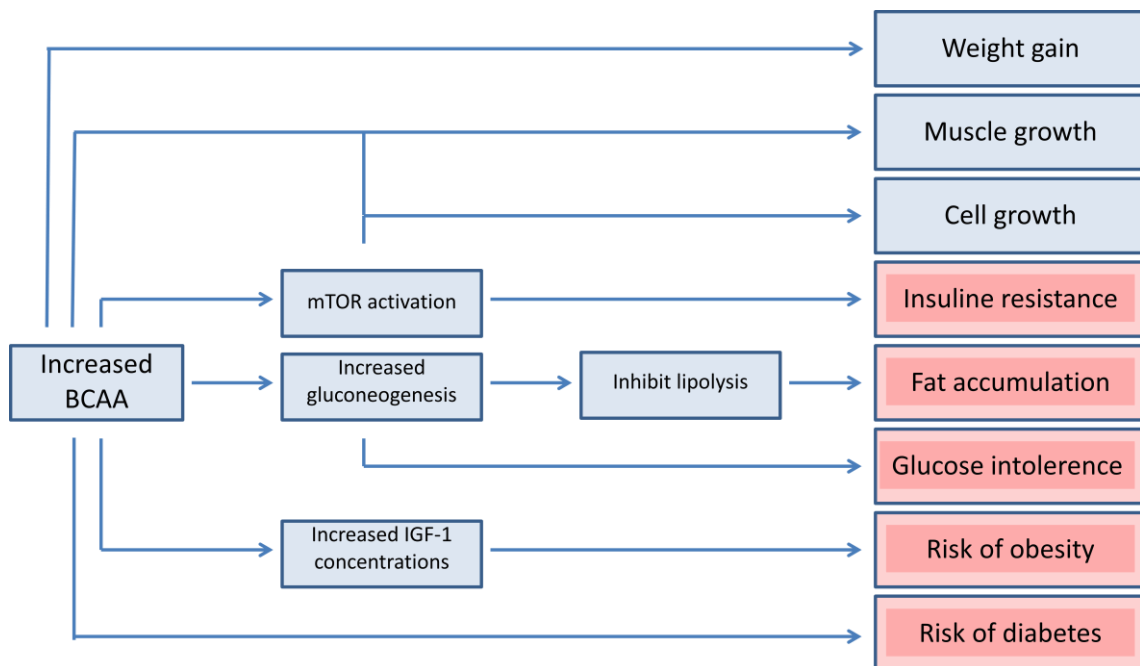 Weight gain
Muscle growth
Cell growth
mTOR activation
Insuline resistance
Increased
BCAA
Increased
gluconeogenesis
Inhibit lipolysis
Fat accumulation
Glucose intolerence
Increased IGF-1
concentrations
Risk of obesity
Risk of diabetes